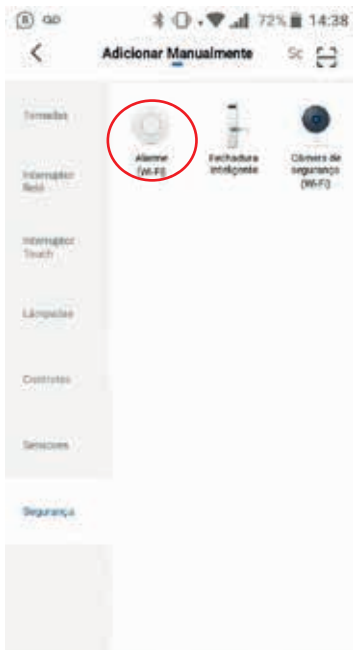 72% 14:38
Adicionar Manualmente Sc
Tomadas
Alarme
(Wi-Fi)
Fechadura
inteligente
Câmera de
segurança
(Wi-Fi)
Interruptor
Relé
Interruptor
Touch
Lâmpadas
Controles
Sensores
Segurança